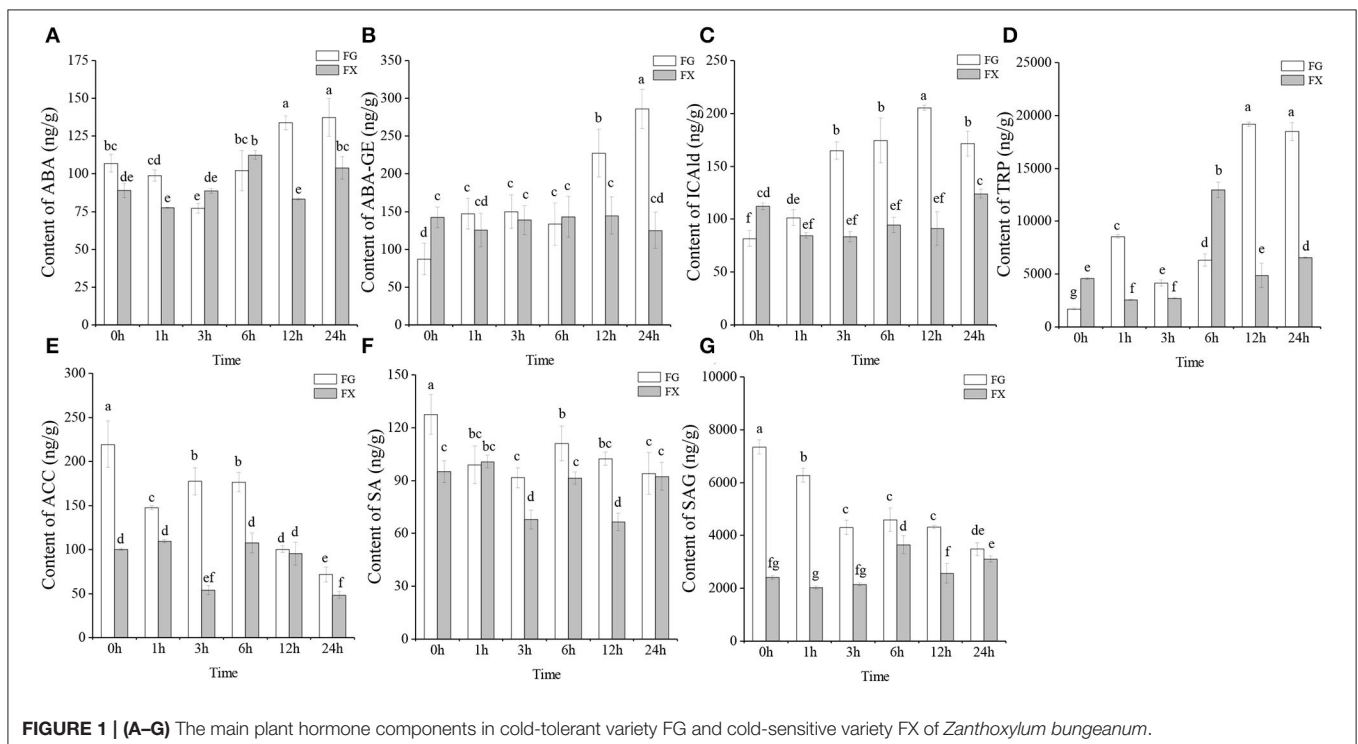 A
175
150
125
100
75
50
25
0
Content of ABA (ng/g)
FG
FX
bc
de
cd
e
e
de
bc
b
a
e
a
bc
0h 1h 3h 6h 12h 24h
Time
B
350
300
250
200
150
100
50
0
Content of ABA-GE (ng/g)
FG
FX
d
c
c
cd
c
c
c
c
b
c
a
cd
0h 1h 3h 6h 12h 24h
Time
C
250
200
150
100
50
0
Content of ICAld (ng/g)
FG
FX
f
cd
de
ef
b
ef
b
ef
a
ef
b
c
0h 1h 3h 6h 12h 24h
Time
D
25000
20000
15000
10000
5000
0
Content of TRP (ng/g)
FG
FX
g
e
c
f
e
f
d
b
a
e
a
d
0h 1h 3h 6h 12h 24h
Time
E
300
250
200
150
100
50
0
Content of ACC (ng/g)
FG
FX
a
d
c
d
b
ef
b
d
d
d
e
f
0h 1h 3h 6h 12h 24h
Time
F
150
120
90
60
30
0
Content of SA (ng/g)
FG
FX
a
c
bc
bc
c
d
b
c
bc
d
c
c
0h 1h 3h 6h 12h 24h
Time
G
10000
8000
6000
4000
2000
0
Content of SAG (ng/g)
FG
FX
a
fg
b
g
c
fg
c
d
c
f
de
e
0h 1h 3h 6h 12h 24h
Time
FIGURE 1 | (A–G) The main plant hormone components in cold-tolerant variety FG and cold-sensitive variety FX of Zanthoxylum bungeanum.